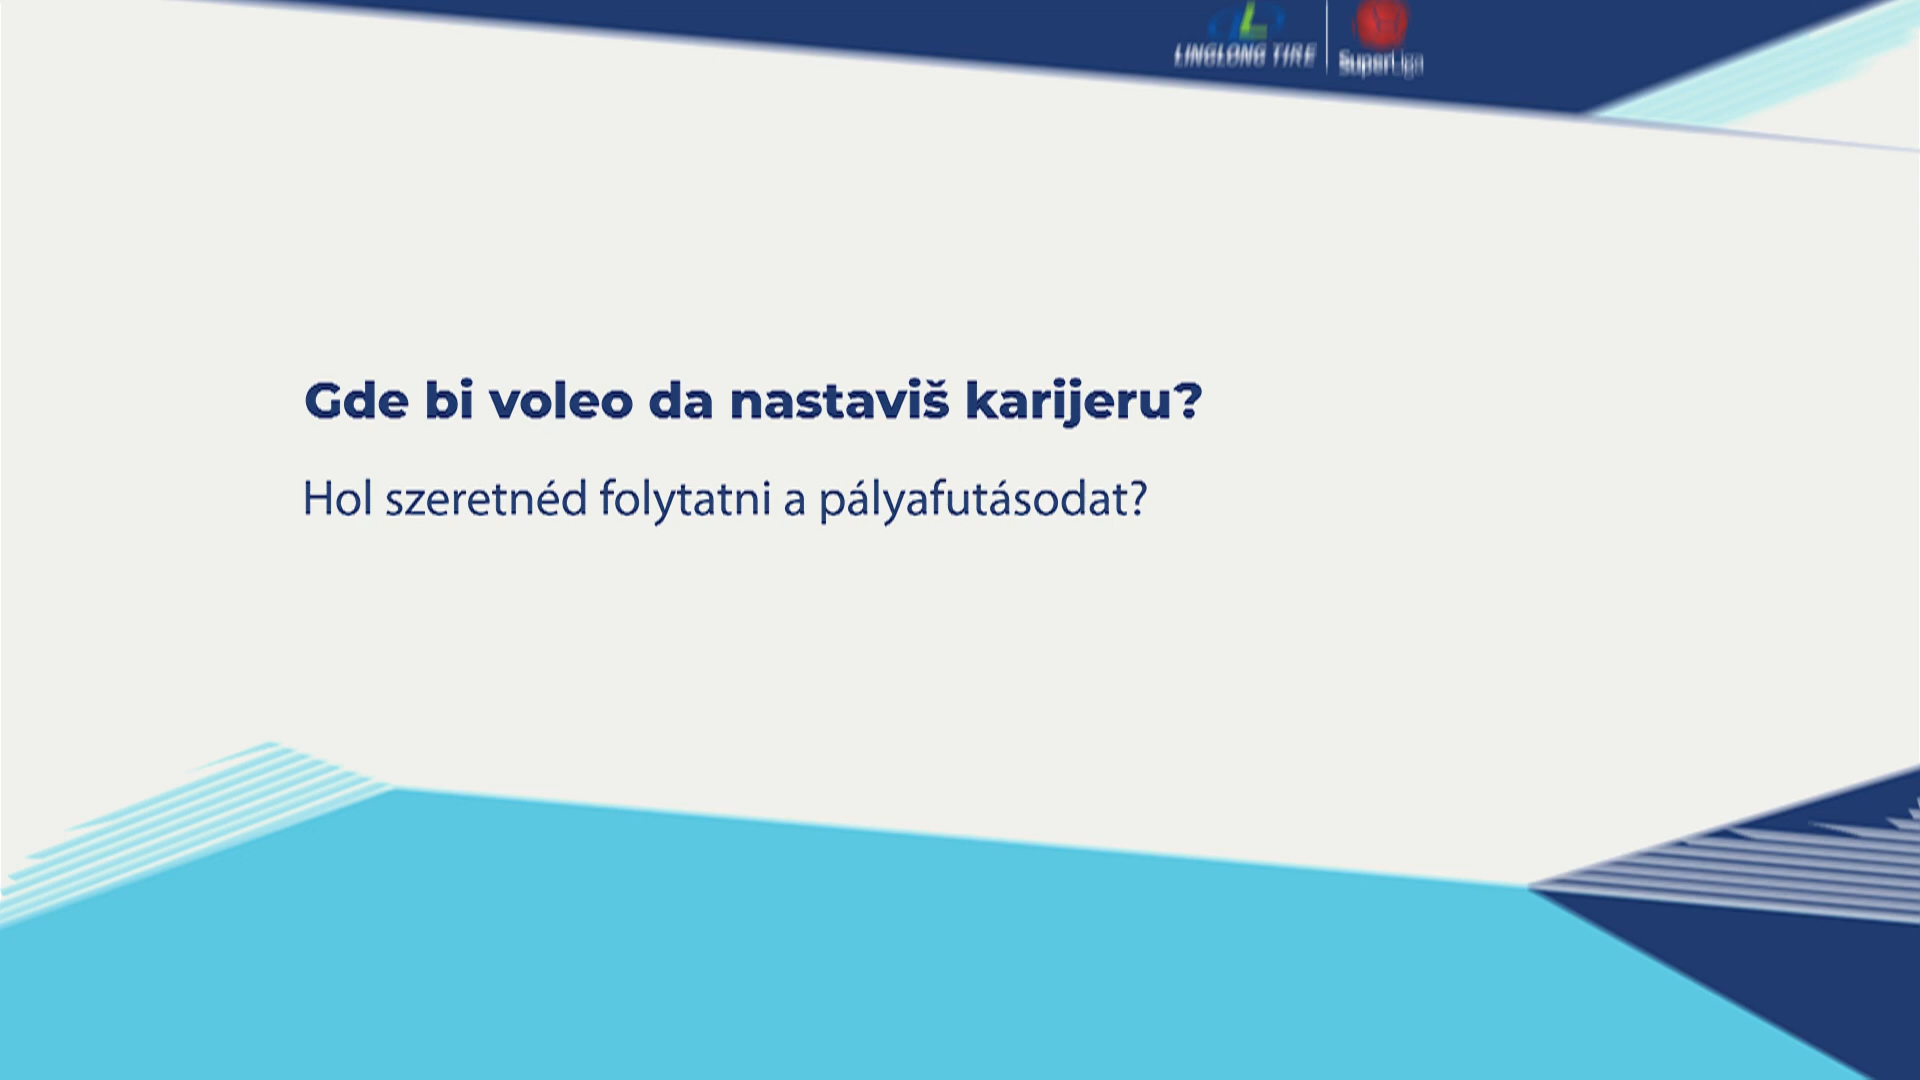 LINGLONG TIRE
SuperLiga
Gde bi voleo da nastaviš karijeru?
Hol szeretnéd folytatni a pályafutásodat?